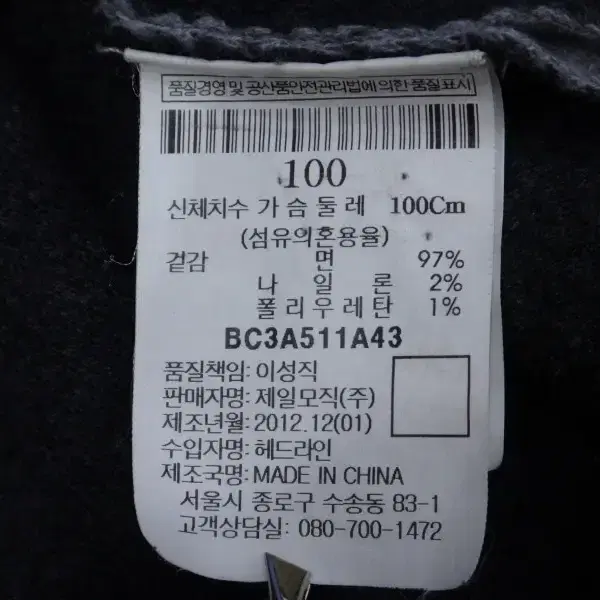 품질경영 및 공산품안전관리법에 의한 품질표시
100
신체치수 가슴둘레 100Cm
(섬유의혼용율)
겉감 면 97%
나일론 2%
폴리우레탄 1%
BC3A511A43
품질책임: 이성직
판매자명: 제일모직(주)
제조년월: 2012.12(01)
수입자명: 헤드라인
제조국명: MADE IN CHINA
서울시 종로구 수송동 83-1
고객상담실: 080-700-1472